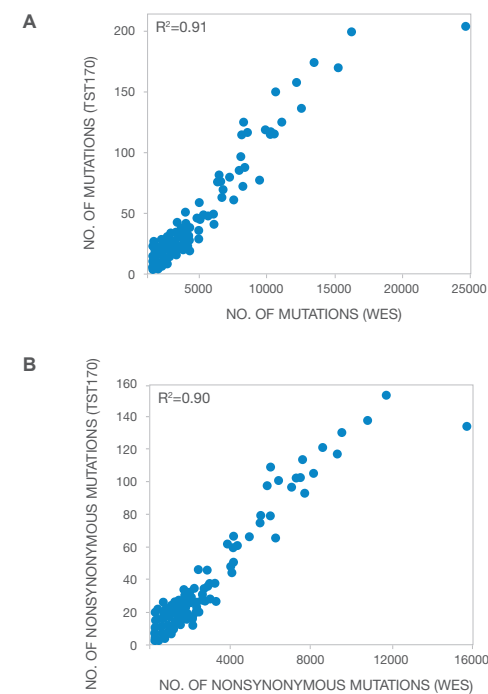 A
R²=0.91
NO. OF MUTATIONS (TST170)
200
150
100
50
0
5000 10000 15000 20000 25000
NO. OF MUTATIONS (WES)
B
R²=0.90
NO. OF NONSYNONYMOUS MUTATIONS (TST170)
160
140
120
100
80
60
40
20
0
4000 8000 12000 16000
NO. OF NONSYNONYMOUS MUTATIONS (WES)